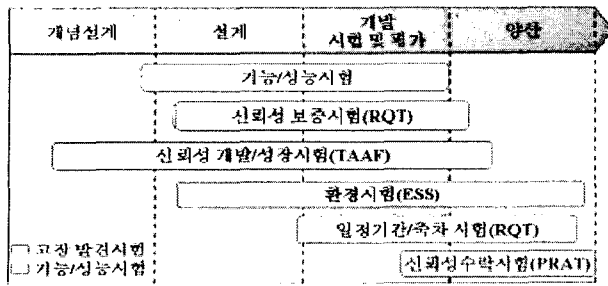 개념설계
설계
개발
시험 및 평가
양산
기능/성능시험
신뢰성 보증시험(RQT)
신뢰성 개발/성장시험(TAAF)
환경시험(ESS)
일정기간/축차 시험(RQT)
신뢰성수락시험(PRAT)
고장 발견시험
기능/성능시험